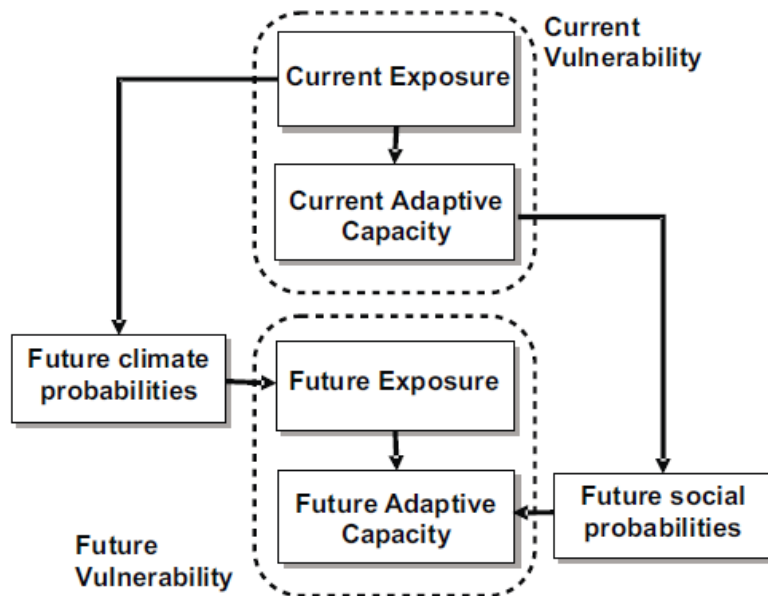 Current
Vulnerability
Current Exposure
Current Adaptive
Capacity
Future climate
probabilities
Future Exposure
Future Adaptive
Capacity
Future social
probabilities
Future
Vulnerability